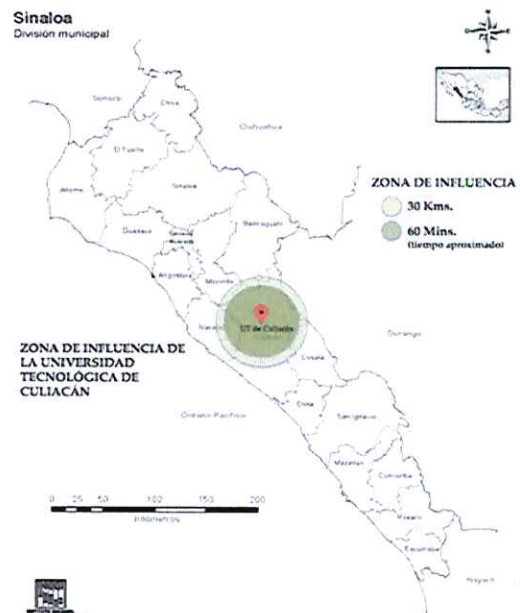 Sinaloa
División municipal
Sonora
Choix
Chihuahua
El Fuerte
Ahome
Sinaloa
ZONA DE INFLUENCIA
30 Kms.
60 Mins.
(tiempo aproximado)
Guasave
Badiraguato
Angostura
Mocorito
UT de Culiacán
Durango
ZONA DE INFLUENCIA DE
LA UNIVERSIDAD
TECNOLÓGICA DE
CULIACÁN
Cosalá
Elota
Océano Pacífico
San Ignacio
Mazatlán
Concordia
0 25 50 100 150 200
Kilómetros
Rosario
Escuinapa
Nayarit